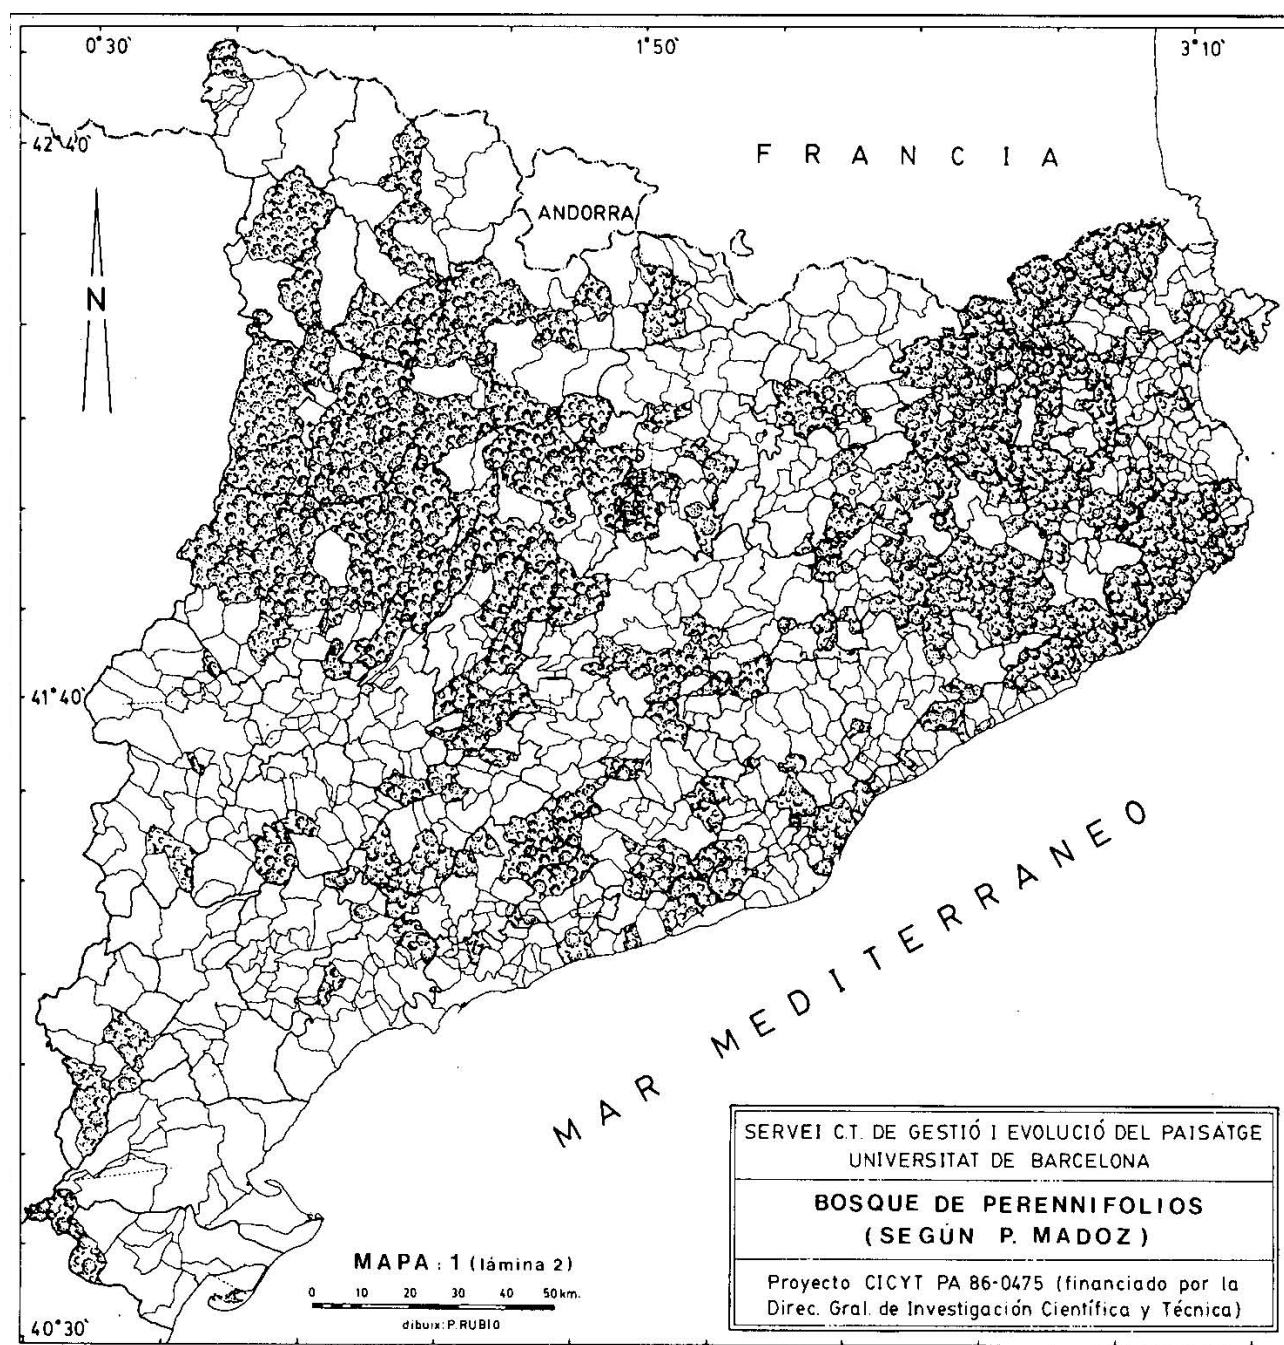 0°30' 1°50' 3°10'
42°40'
FRANCIA
ANDORRA
N
41°40'
MAR MEDITERRANEO
SERVEI C.T. DE GESTIÓ I EVOLUCIÓ DEL PAISATGE
UNIVERSITAT DE BARCELONA
BOSQUE DE PERENNIFOLIOS
(SEGÚN P. MADOZ)
MAPA: 1 (lámina 2)
0 10 20 30 40 50 km.
dibuix: P. RUBIO
Proyecto CICYT PA 86-0475 (financiado por la
Direc. Gral. de Investigación Científica y Técnica)
40°30'